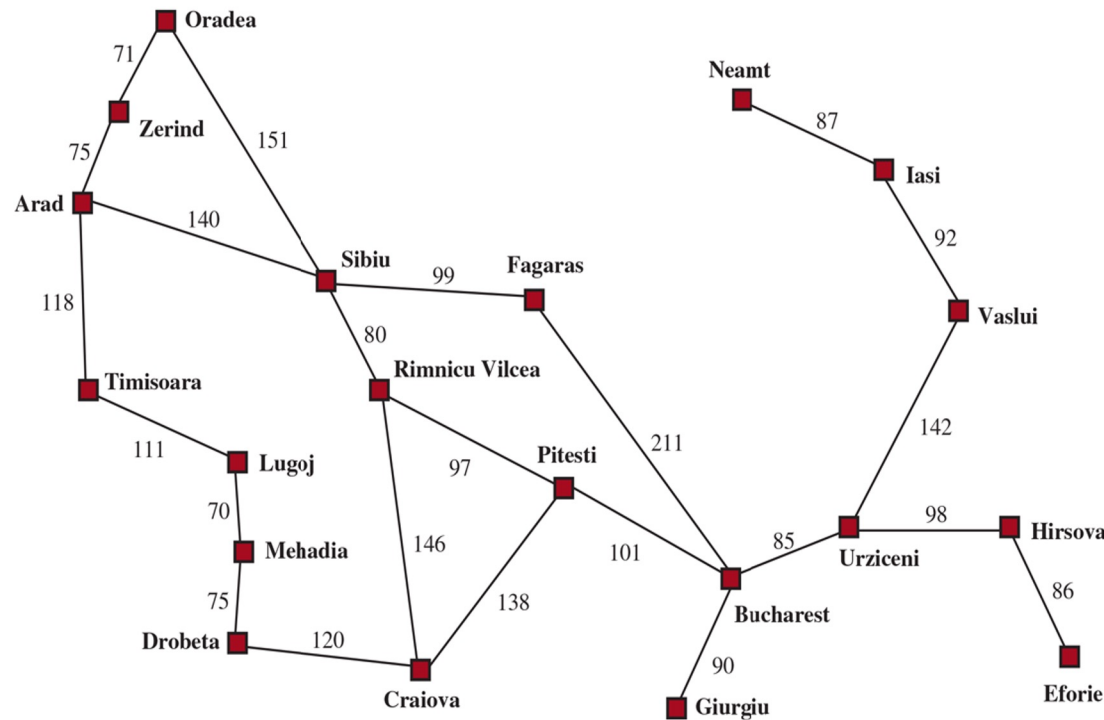 Oradea
71
Neamt
87
Zerind
151
75
Iasi
Arad
140
92
Sibiu
99
Fagaras
118
Vaslui
80
Timisoara
Rimnicu Vilcea
142
111
211
Lugoj
97
Pitesti
70
98
Hirsova
Mehadia
146
101
85
Urziceni
138
86
75
Bucharest
Drobeta
120
90
Craiova
Giurgiu
Eforie